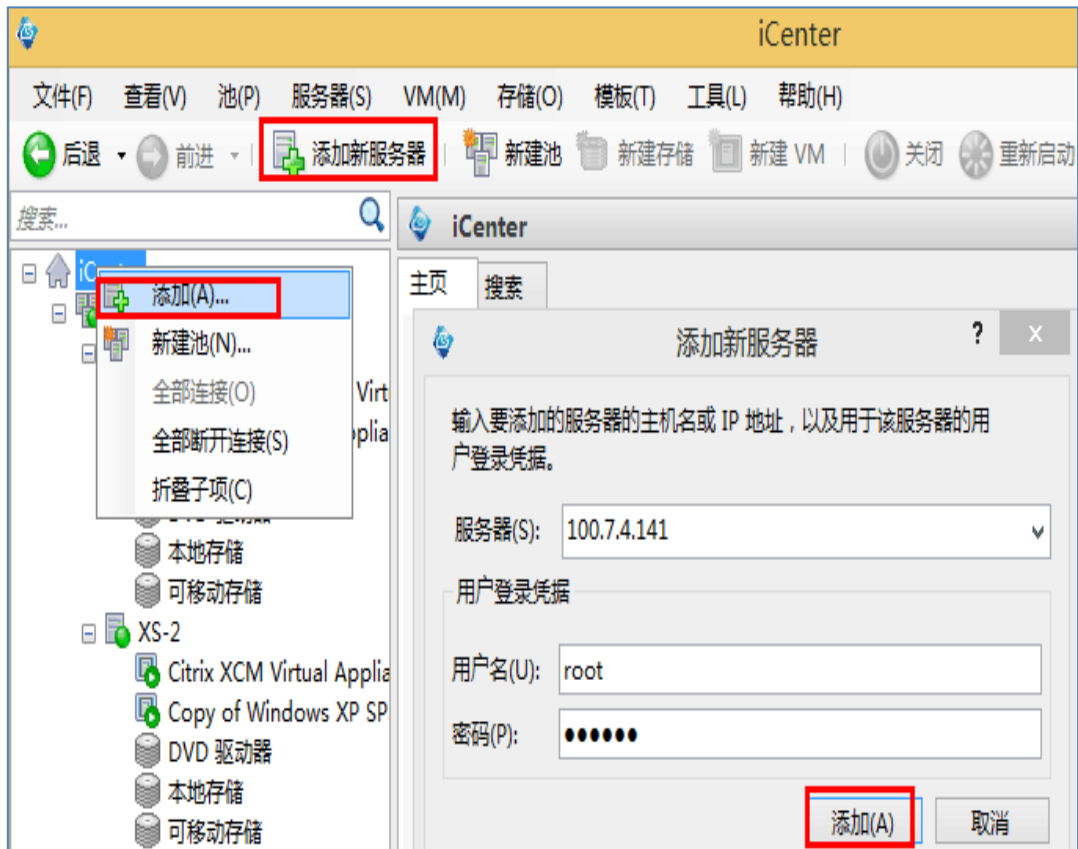 iCenter
文件(F) 查看(V) 池(P) 服务器(S) VM(M) 存储(O) 模板(T) 工具(L) 帮助(H)
后退 前进 添加新服务器 新建池 新建存储 新建 VM 关闭 重新启动
搜索...
iCenter
主页 搜索
添加(A)...
新建池(N)...
全部连接(O)
全部断开连接(S)
折叠子项(C)
Virt
pplia
本地存储
可移动存储
XS-2
Citrix XCM Virtual Applia
Copy of Windows XP SP
DVD 驱动器
本地存储
可移动存储
添加新服务器 ? x
输入要添加的服务器的主机名或 IP 地址，以及用于该服务器的用
户登录凭据。
服务器(S): 100.7.4.141
用户登录凭据
用户名(U): root
密码(P): ●●●●●●
添加(A) 取消